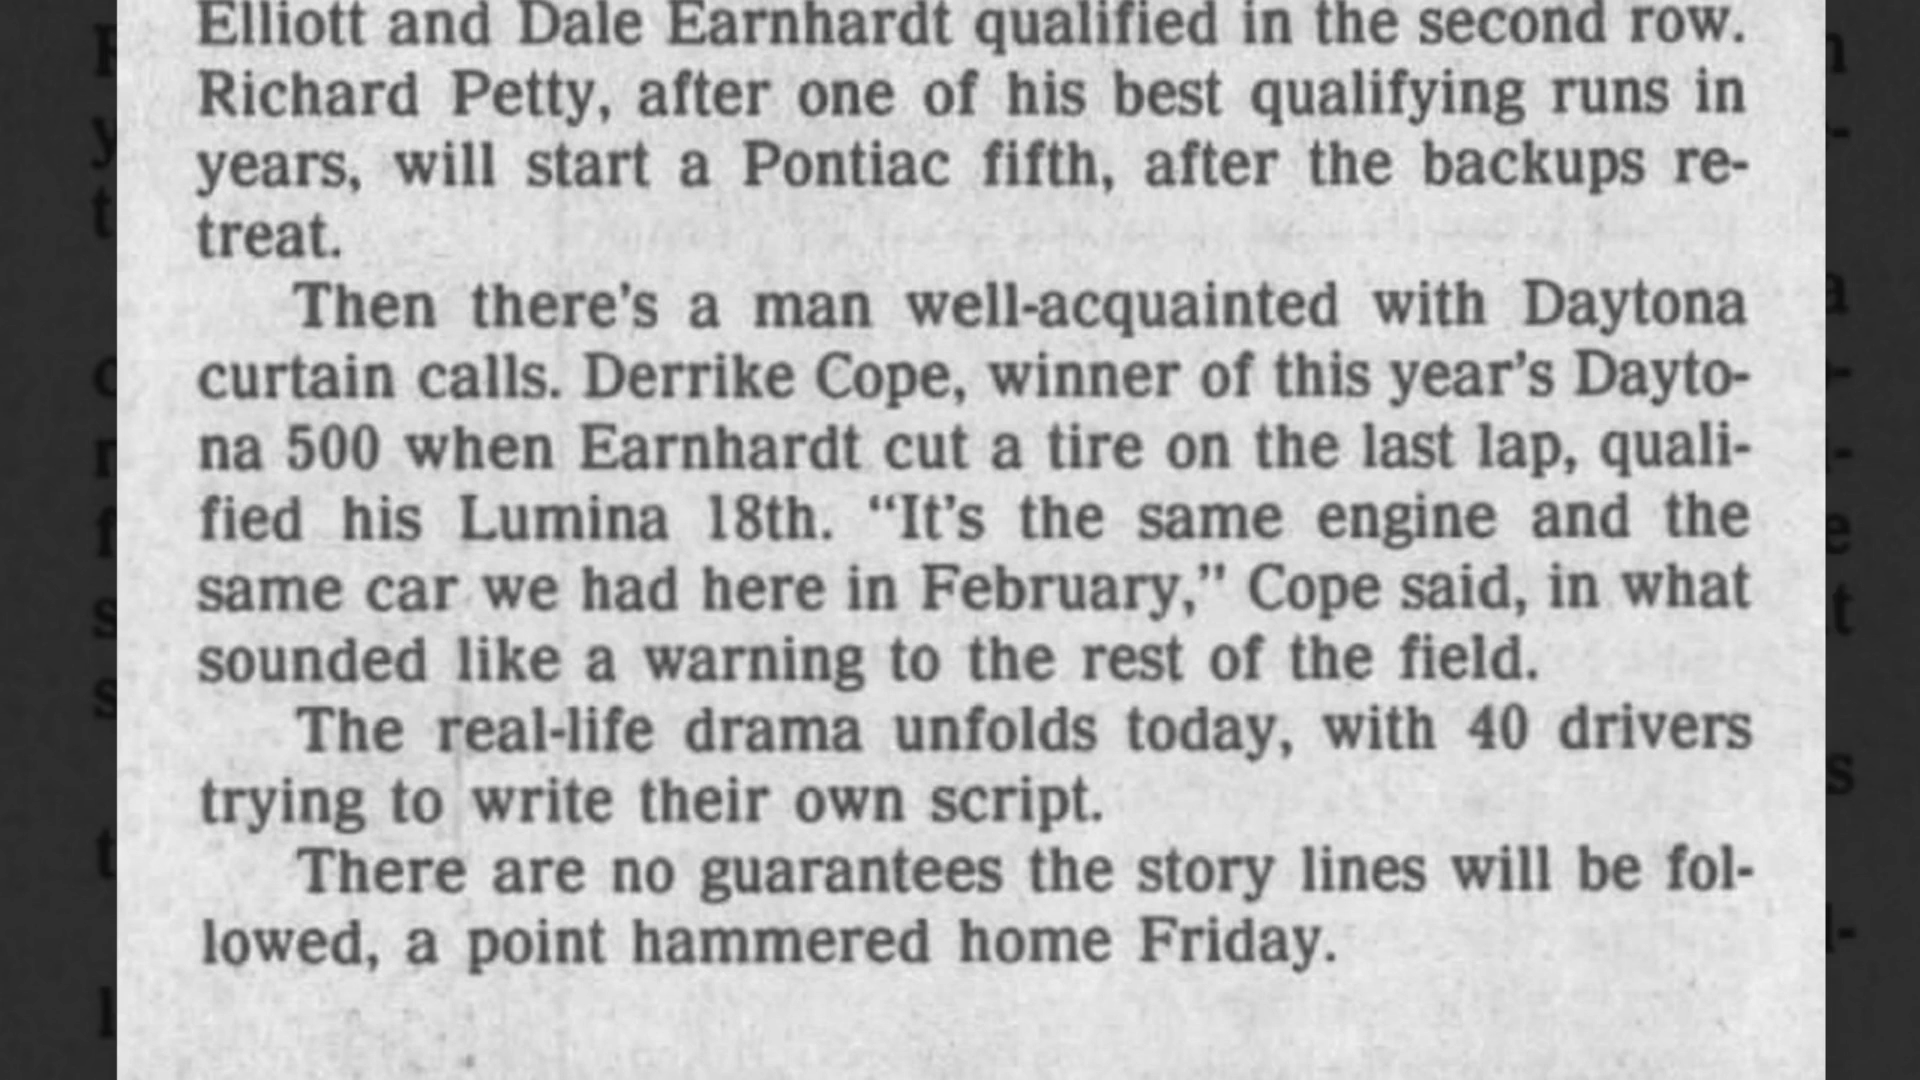 Elliott and Dale Earnhardt qualified in the second row.
Richard Petty, after one of his best qualifying runs in
years, will start a Pontiac fifth, after the backups re-
treat.
Then there's a man well-acquainted with Daytona
curtain calls. Derrike Cope, winner of this year's Dayto-
na 500 when Earnhardt cut a tire on the last lap, quali-
fied his Lumina 18th. “It's the same engine and the
same car we had here in February,” Cope said, in what
sounded like a warning to the rest of the field.
The real-life drama unfolds today, with 40 drivers
trying to write their own script.
There are no guarantees the story lines will be fol-
lowed, a point hammered home Friday.